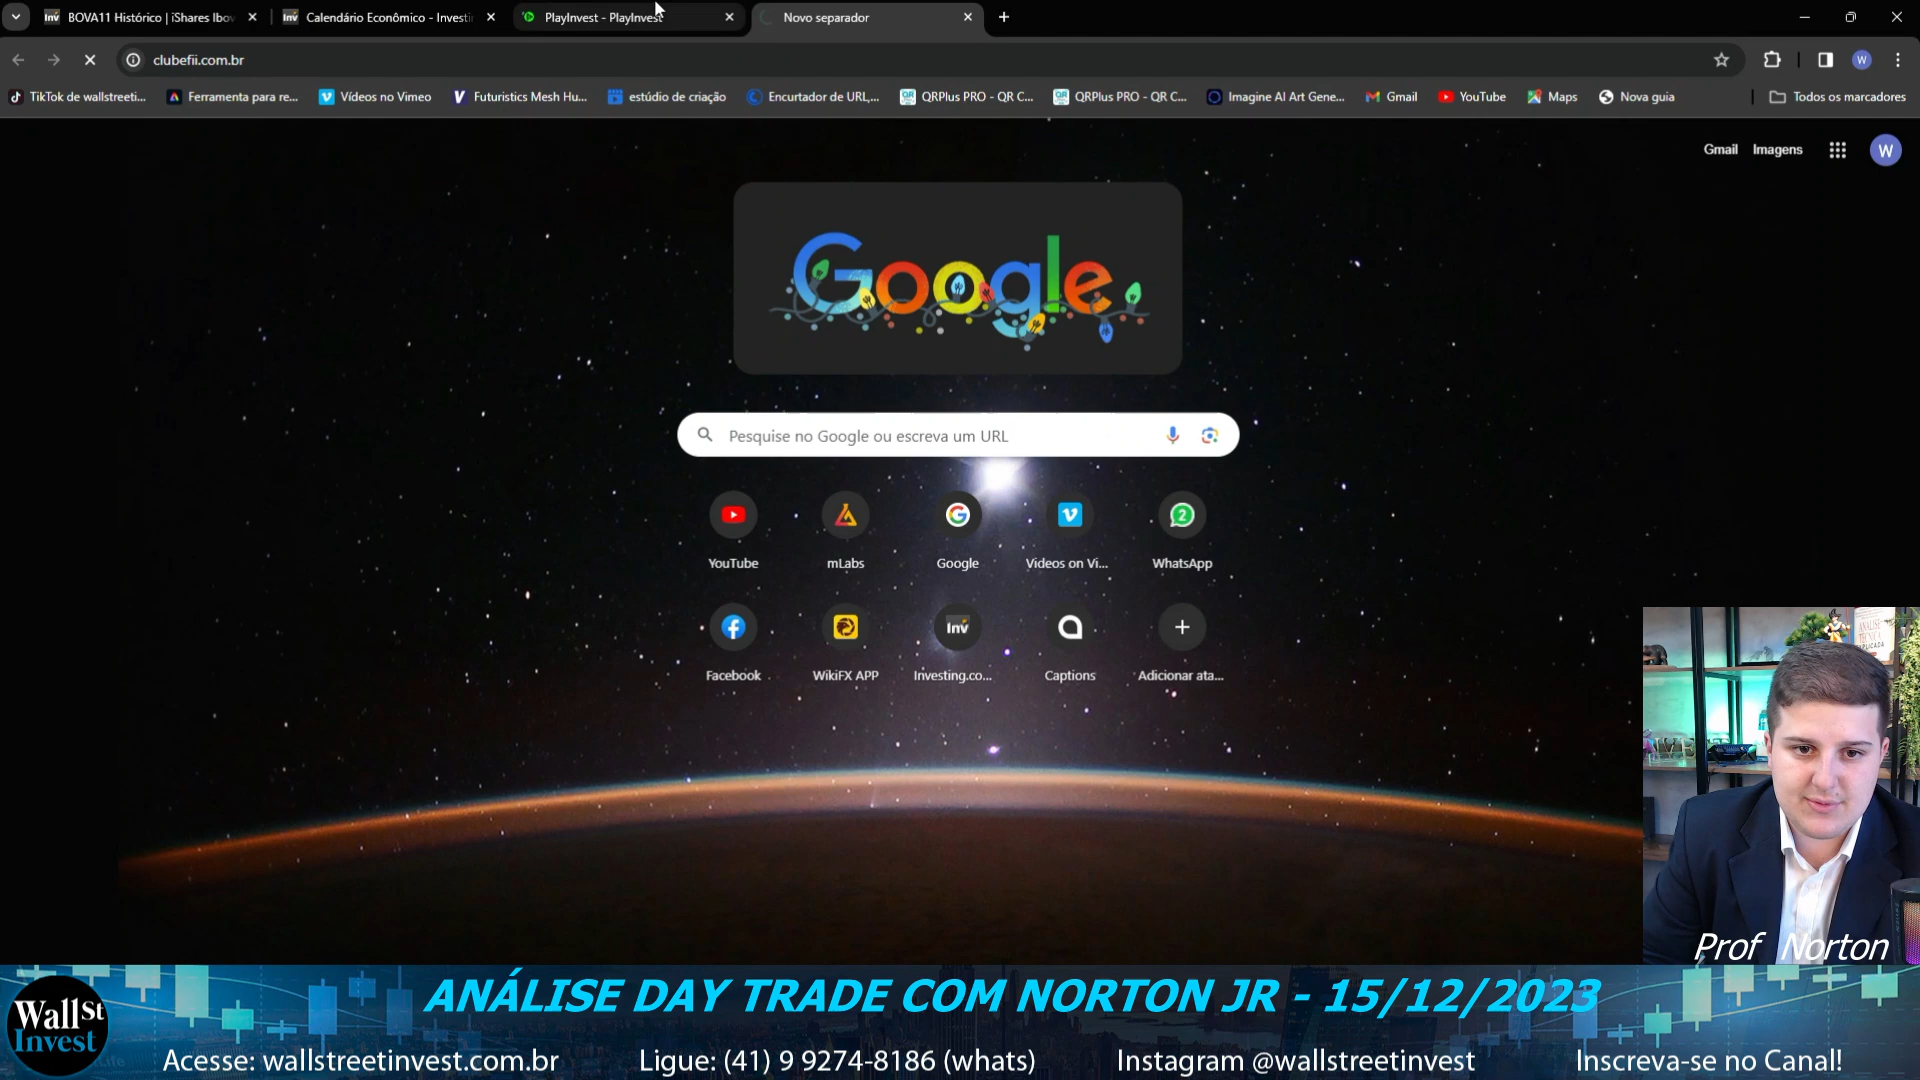 BOVA11 Histórico | iShares Ibov
Calendário Econômico - Investi
PlayInvest - PlayInvest
Novo separador
clubefii.com.br
TikTok de wallstreeti...
Ferramenta para re...
Vídeos no Vimeo
Futuristics Mesh Hu...
estúdio de criação
Encurtador de URL,...
QRPlus PRO - QR C...
QRPlus PRO - QR C...
Imagine AI Art Gene...
Gmail
YouTube
Maps
Nova guia
Todos os marcadores
Gmail
Imagens
W
Google
Pesquise no Google ou escreva um URL
YouTube
mLabs
Google
Videos on Vi...
WhatsApp
Facebook
WikiFX APP
Investing.co...
Captions
Adicionar ata...
Prof Norton
ANÁLISE DAY TRADE COM NORTON JR - 15/12/2023
WallSt
Invest
Acesse: wallstreetinvest.com.br
Ligue: (41) 9 9274-8186 (whats)
Instagram @wallstreetinvest
Inscreva-se no Canal!